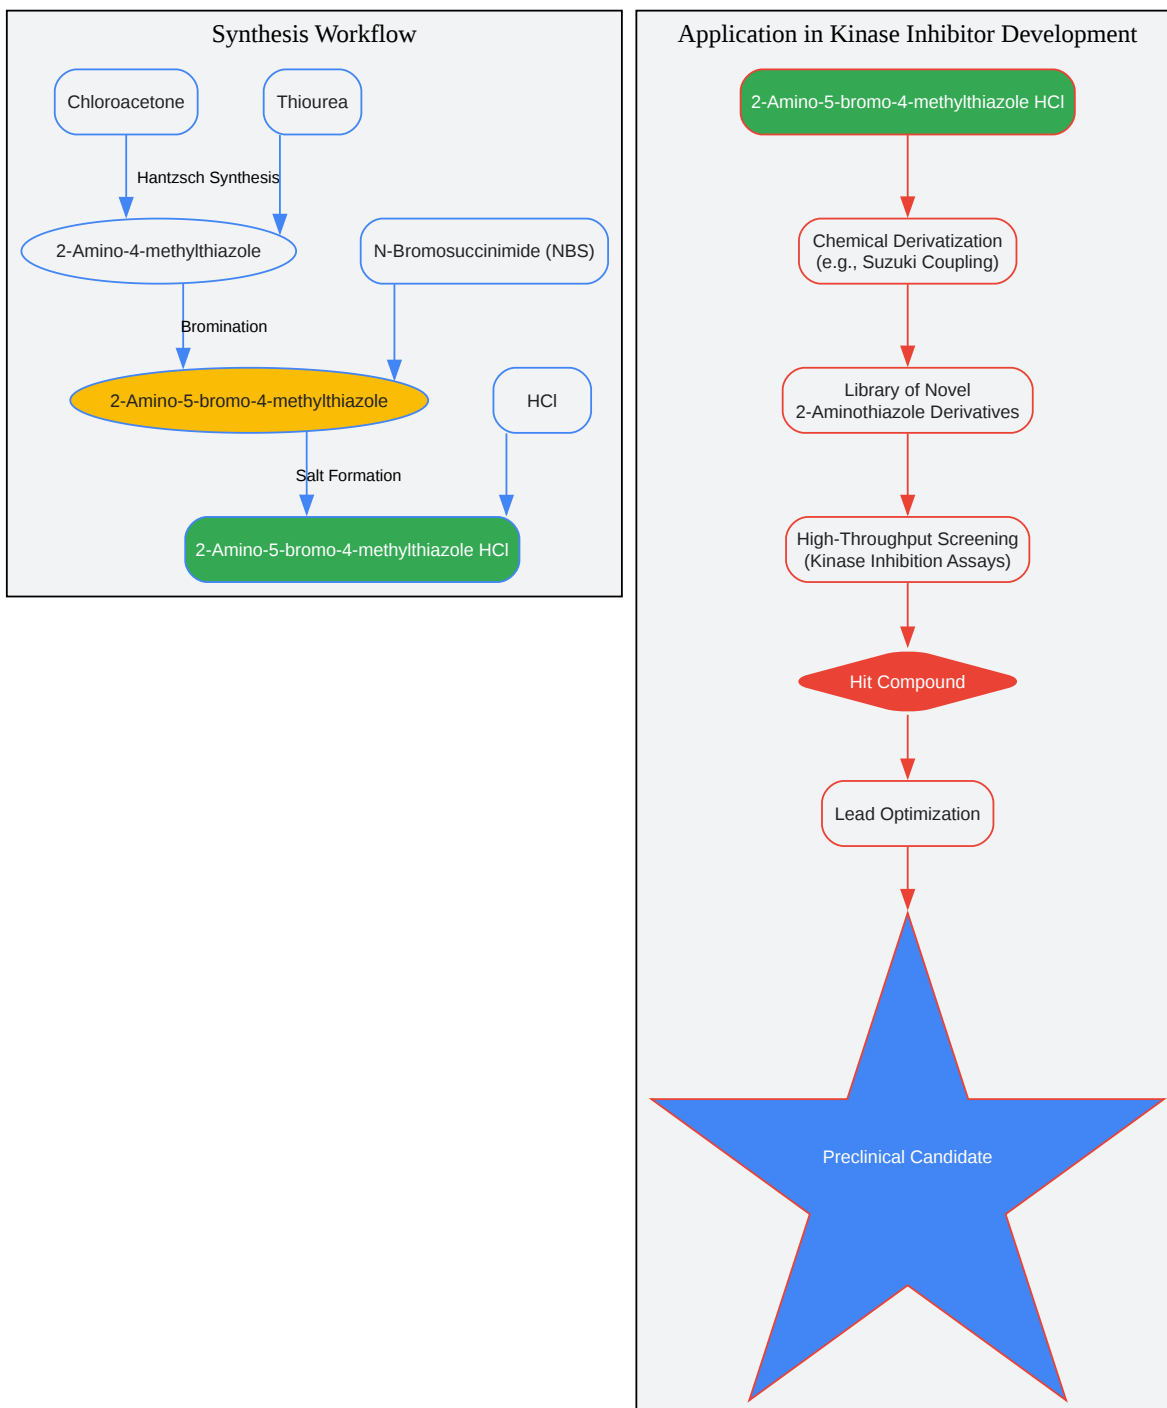 Synthesis Workflow
Chloroacetone
Thiourea
Hantzsch Synthesis
2-Amino-4-methylthiazole
N-Bromosuccinimide (NBS)
Bromination
2-Amino-5-bromo-4-methylthiazole
HCl
Salt Formation
2-Amino-5-bromo-4-methylthiazole HCl
Application in Kinase Inhibitor Development
2-Amino-5-bromo-4-methylthiazole HCl
Chemical Derivatization
(e.g., Suzuki Coupling)
Library of Novel
2-Aminothiazole Derivatives
High-Throughput Screening
(Kinase Inhibition Assays)
Hit Compound
Lead Optimization
Preclinical Candidate